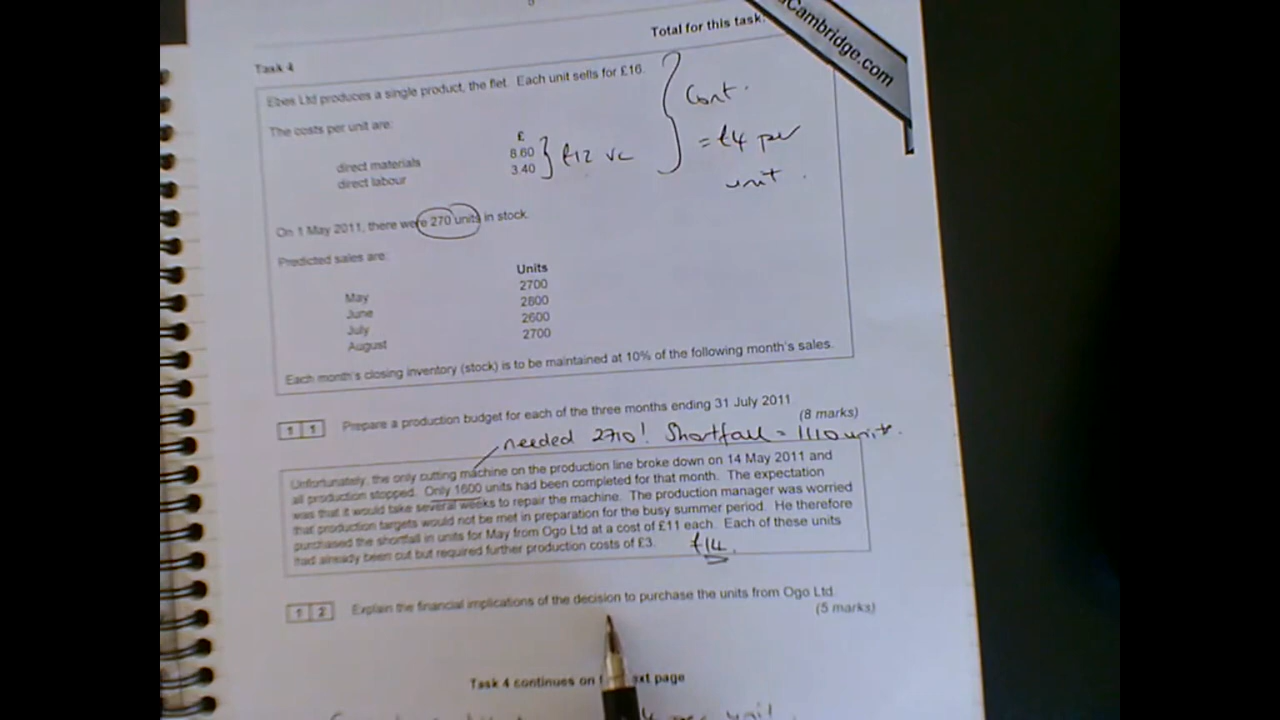 Cambridge.com
Total for this task.
Task 4
Ebes Ltd produces a single product, the flet. Each unit sells for £16.
Cont.
The costs per unit are:
£
= £4 per
direct materials 8.60
£12 vc
direct labour 3.40
unit.
On 1 May 2011, there were 270 units in stock.
Predicted sales are:
Units
May 2700
June 2800
July 2600
August 2700
Each month's closing inventory (stock) is to be maintained at 10% of the following month's sales.
1 1 Prepare a production budget for each of the three months ending 31 July 2011.
(8 marks)
needed 2710! Shortfall = 1110 units.
Unfortunately, the only cutting machine on the production line broke down on 14 May 2011 and
all production stopped. Only 1600 units had been completed for that month. The expectation
was that it would take several weeks to repair the machine. The production manager was worried
that production targets would not be met in preparation for the busy summer period. He therefore
purchased the shortfall in units for May from Ogo Ltd at a cost of £11 each. Each of these units
had already been cut but required further production costs of £3.
£14.
1 2 Explain the financial implications of the decision to purchase the units from Ogo Ltd.
(5 marks)
Task 4 continues on ext page
per unit.